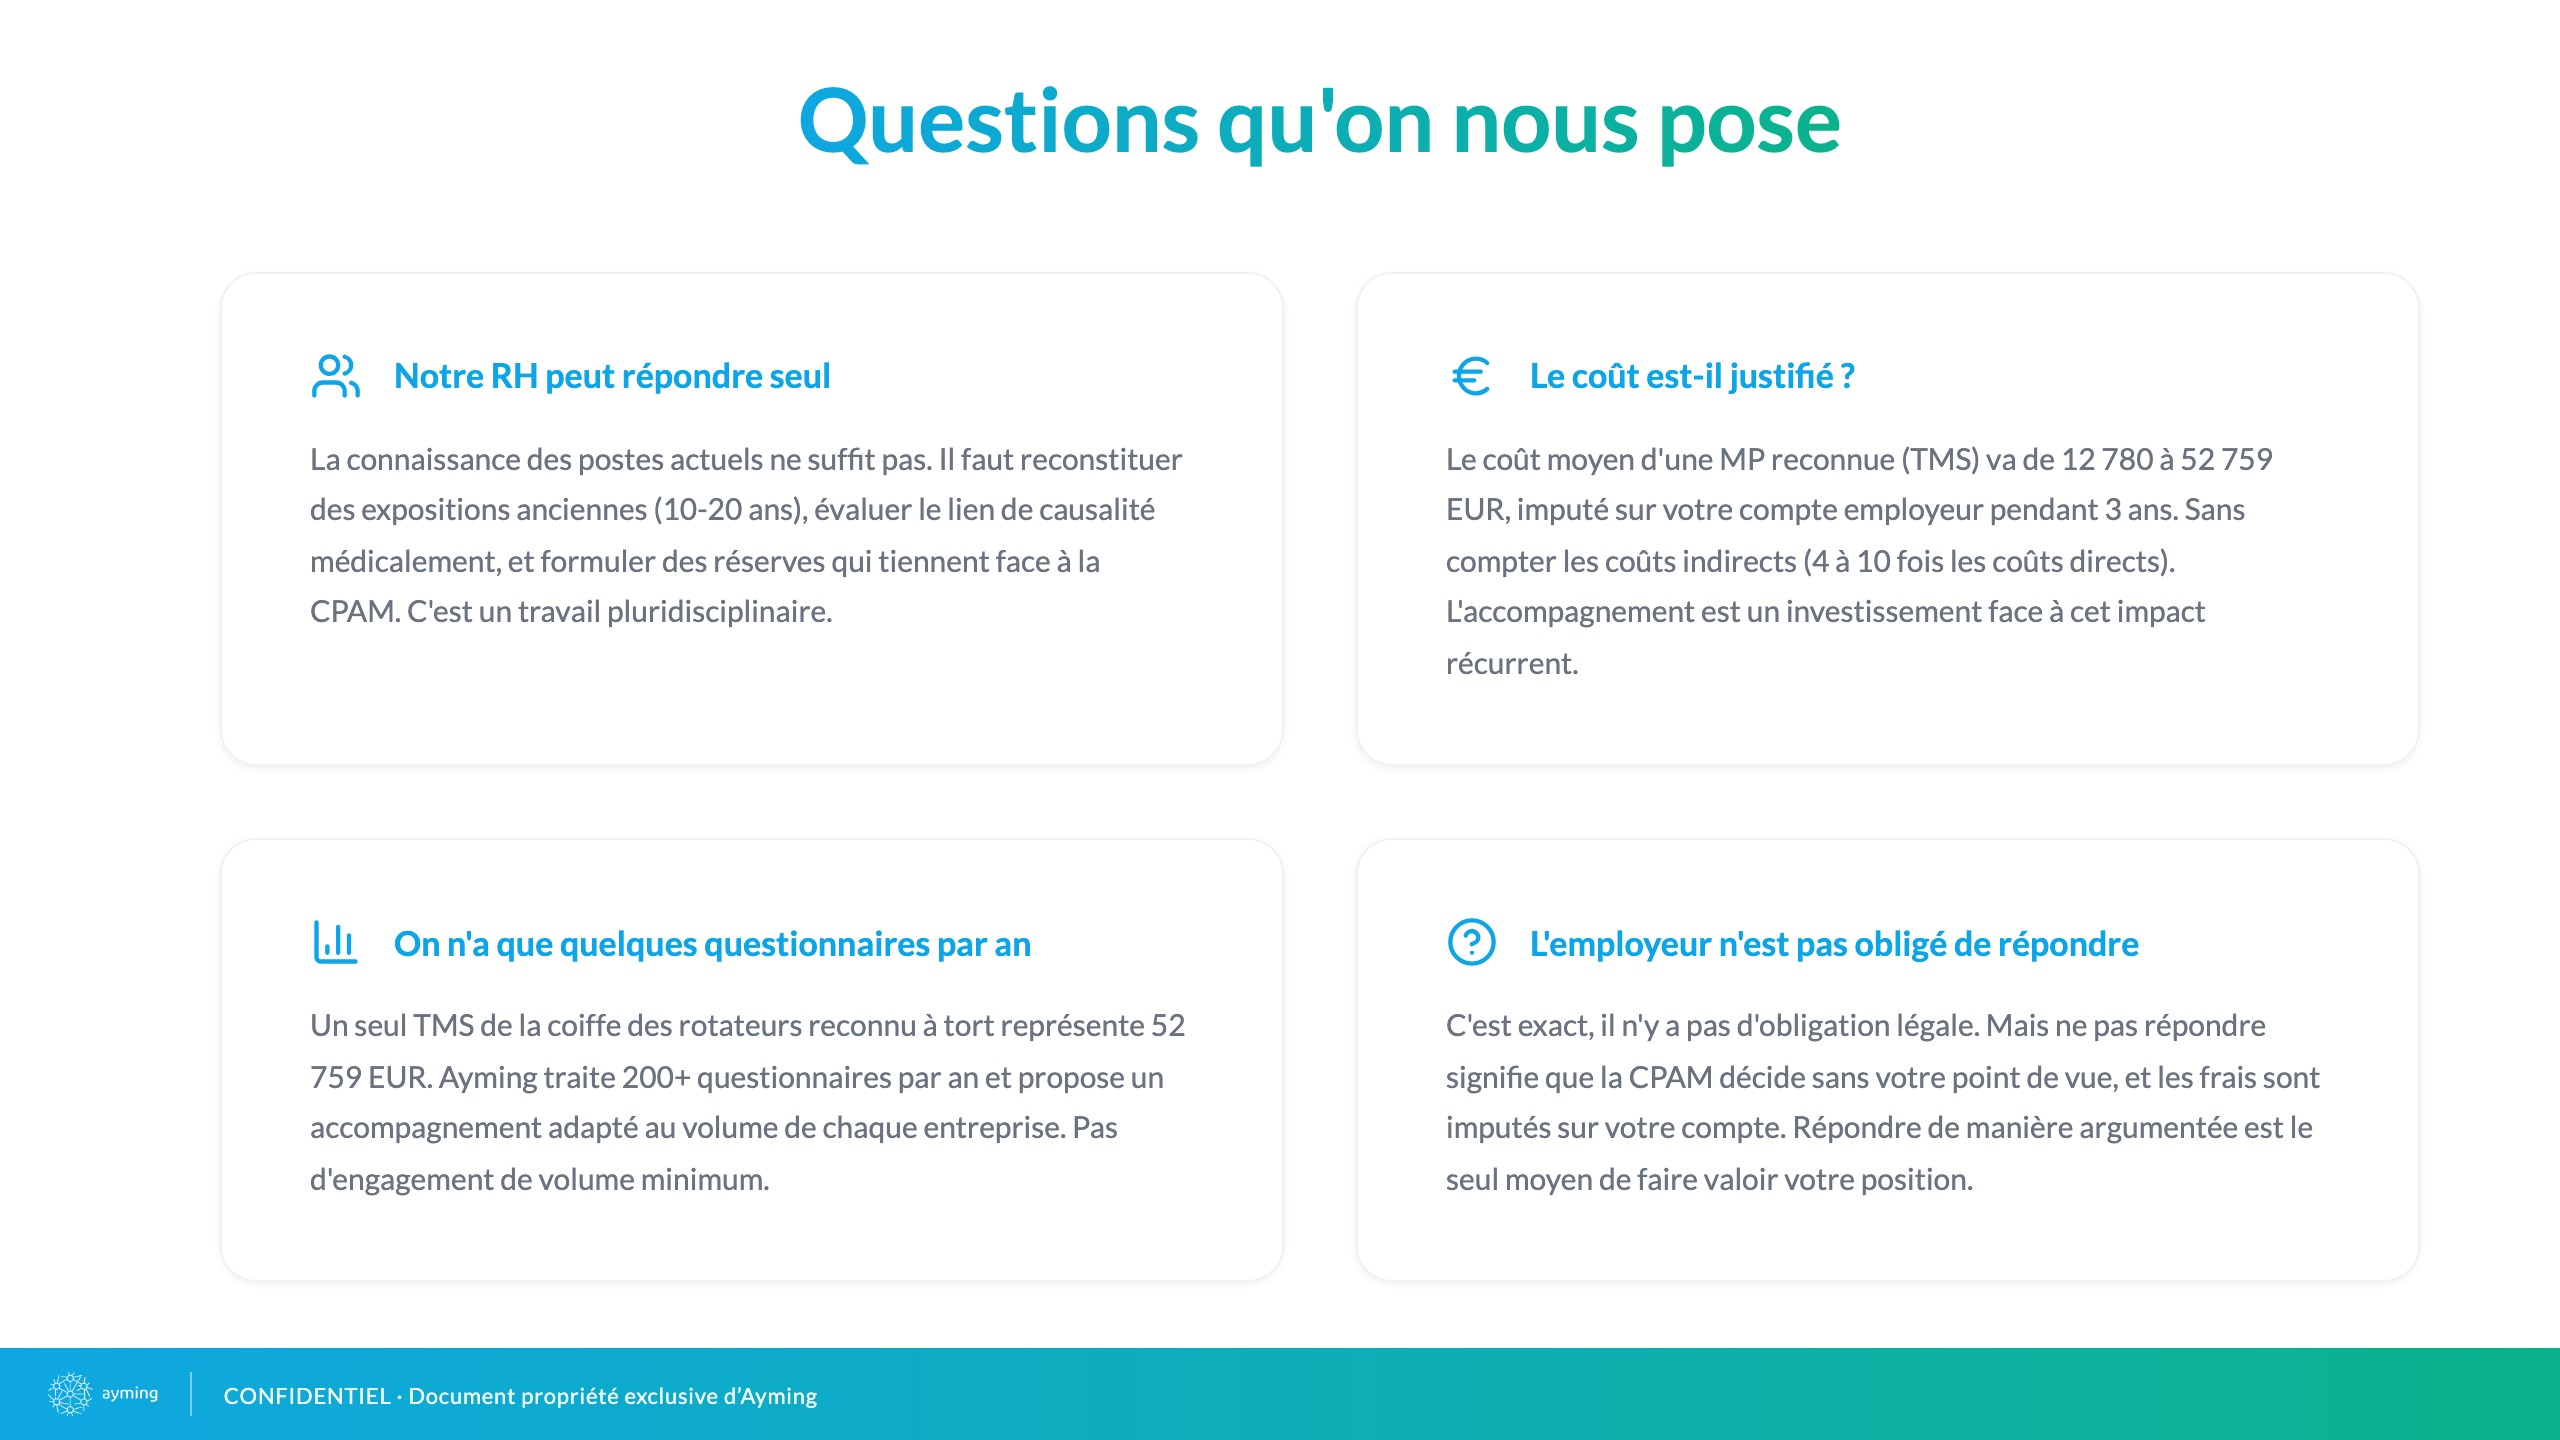 Questions qu'on nous pose
Notre RH peut répondre seul
La connaissance des postes actuels ne suffit pas. Il faut reconstituer
des expositions anciennes (10-20 ans), évaluer le lien de causalité
médicalement, et formuler des réserves qui tiennent face à la
CPAM. C'est un travail pluridisciplinaire.
Le coût est-il justifié ?
Le coût moyen d'une MP reconnue (TMS) va de 12 780 à 52 759
EUR, imputé sur votre compte employeur pendant 3 ans. Sans
compter les coûts indirects (4 à 10 fois les coûts directs).
L'accompagnement est un investissement face à cet impact
récurrent.
On n'a que quelques questionnaires par an
Un seul TMS de la coiffe des rotateurs reconnu à tort représente 52
759 EUR. Ayming traite 200+ questionnaires par an et propose un
accompagnement adapté au volume de chaque entreprise. Pas
d'engagement de volume minimum.
L'employeur n'est pas obligé de répondre
C'est exact, il n'y a pas d'obligation légale. Mais ne pas répondre
signifie que la CPAM décide sans votre point de vue, et les frais sont
imputés sur votre compte. Répondre de manière argumentée est le
seul moyen de faire valoir votre position.
ayming
CONFIDENTIEL · Document propriété exclusive d’Ayming